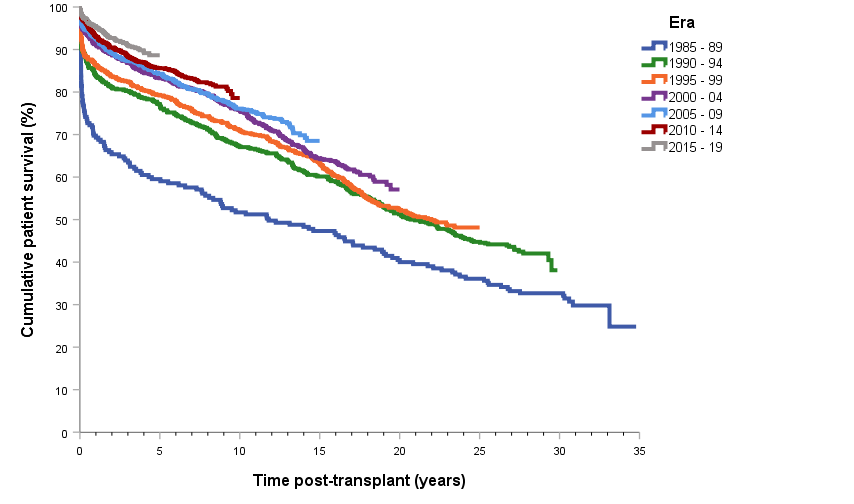 Era
1985 - 89
1990 - 94
1995 - 99
2000 - 04
2005 - 09
2010 - 14
2015 - 19
Cumulative patient survival (%)
100
90
80
70
60
50
40
30
20
10
0
0 5 10 15 20 25 30 35
Time post-transplant (years)